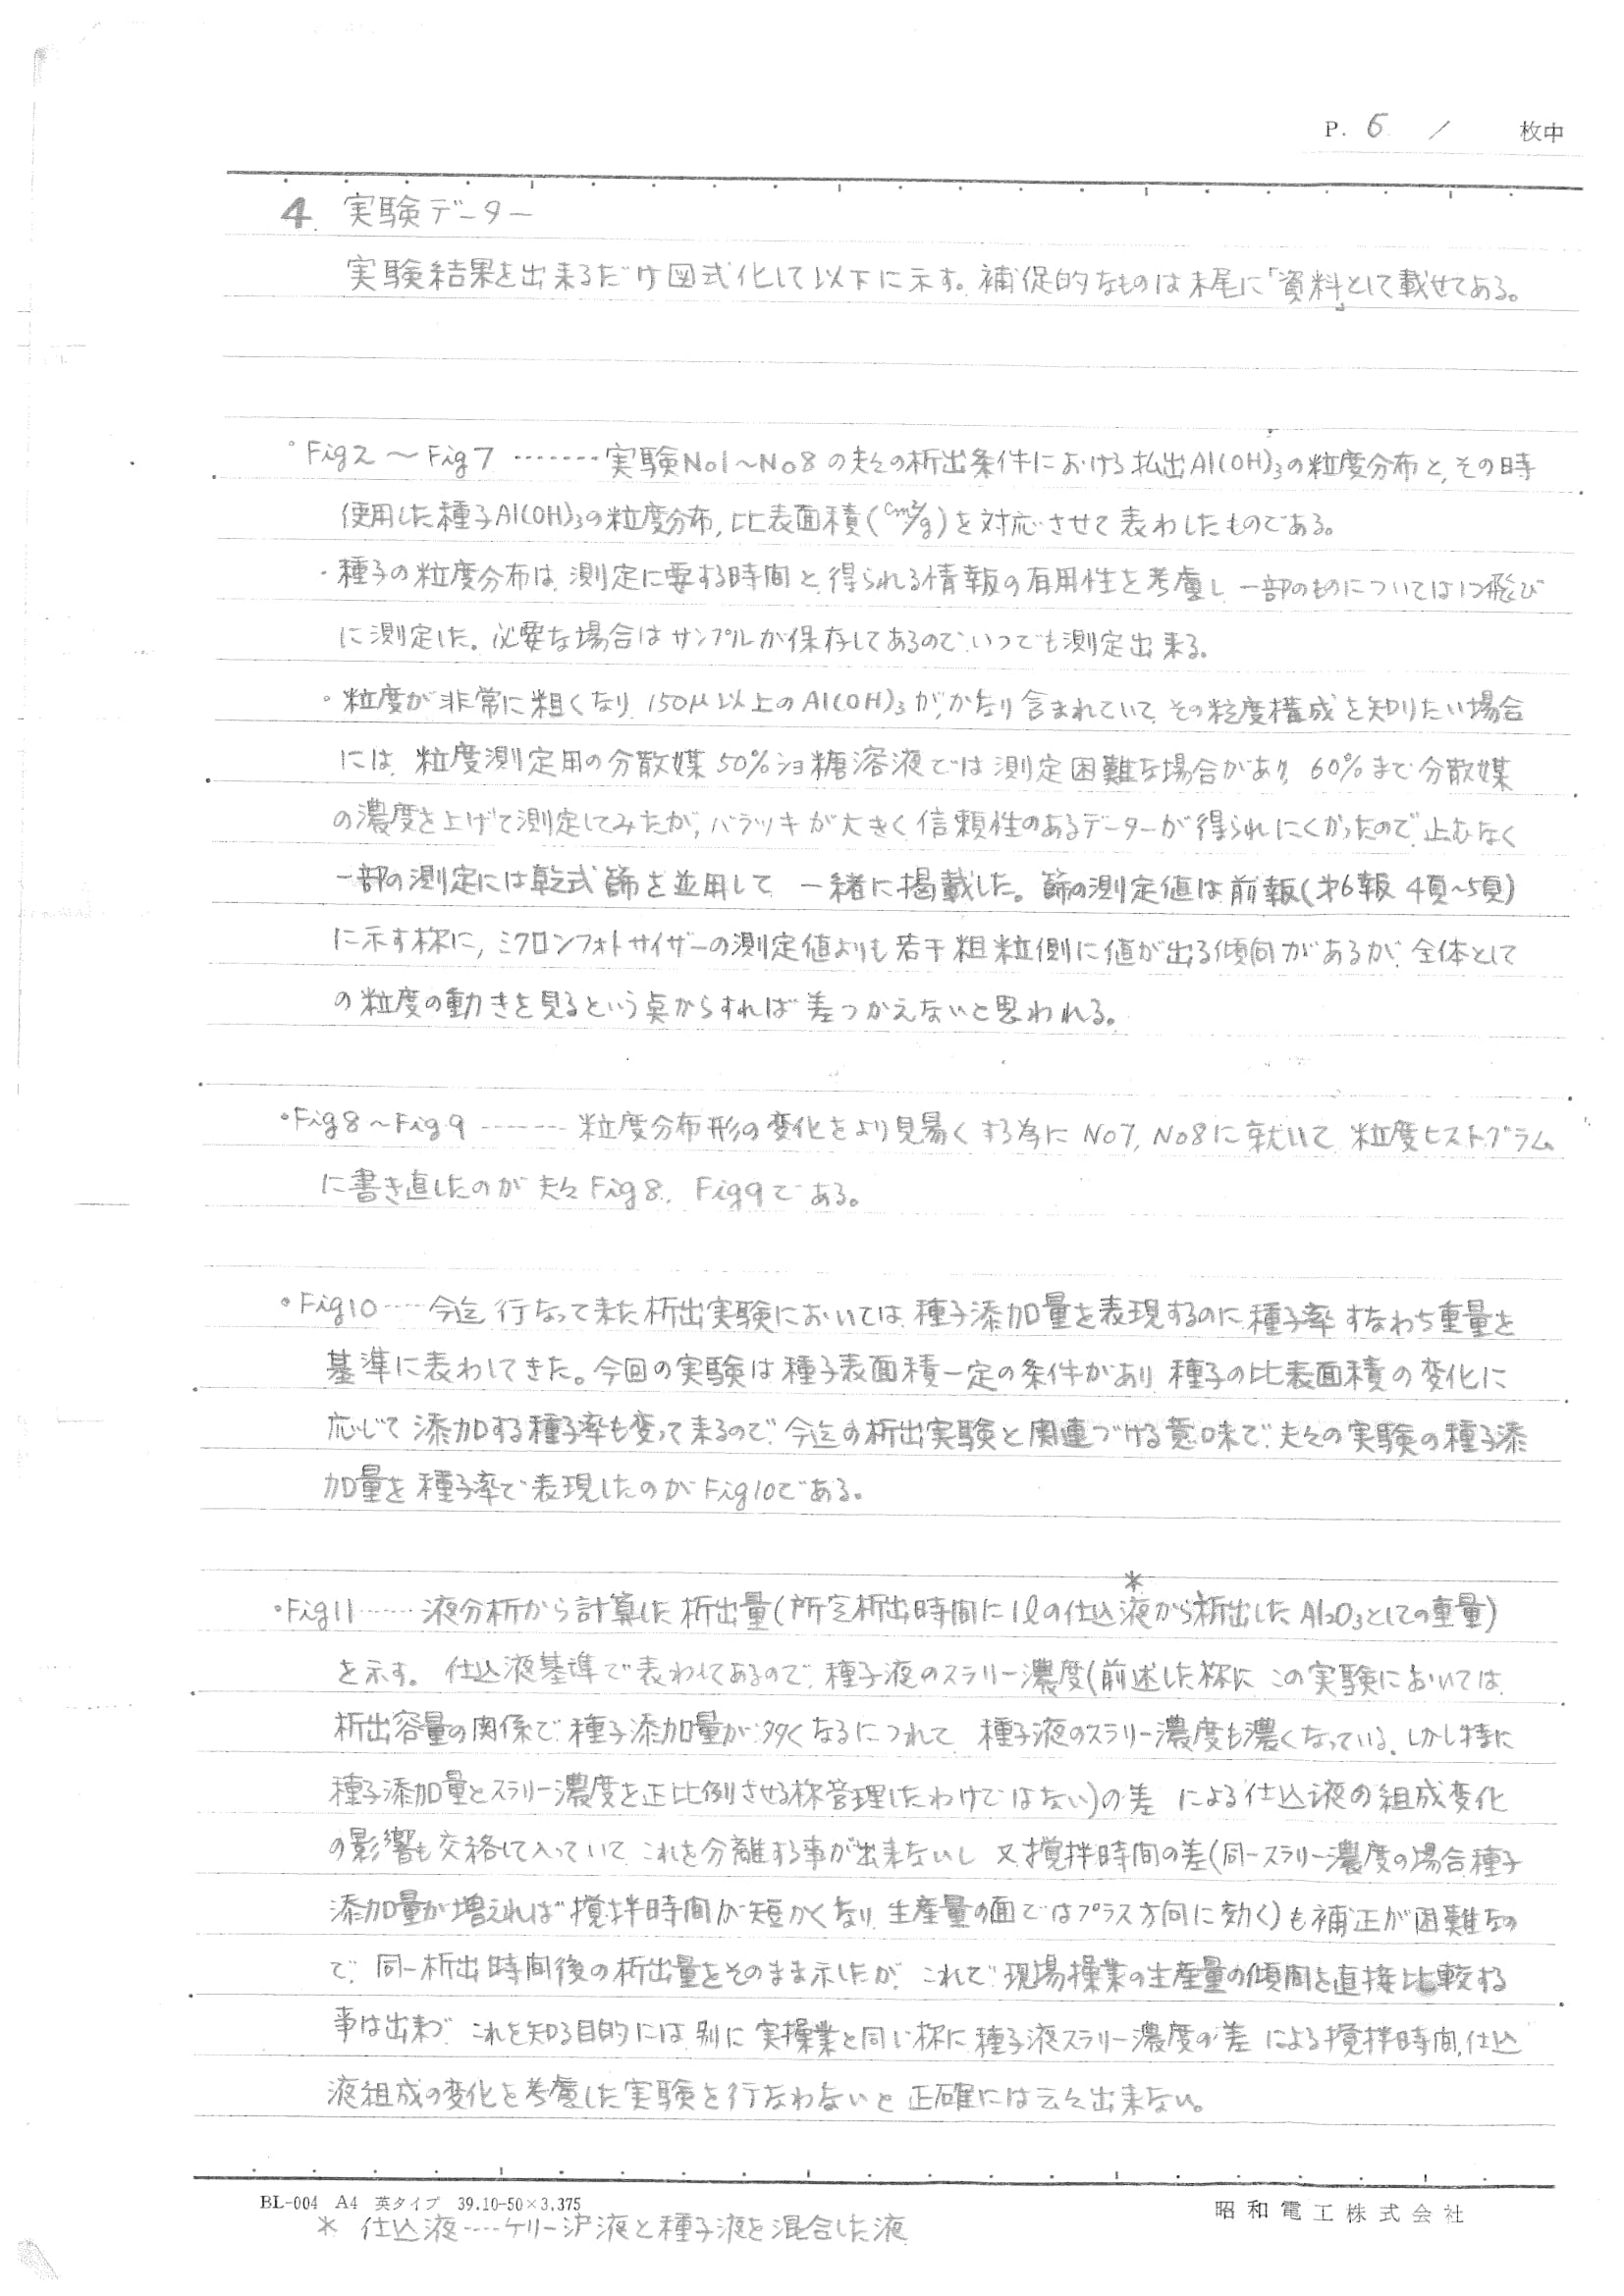 P. 6 / 枚中
4. 実験データー
実験結果を出来るだけ図式化して以下に示す。補促的なものは末尾に「資料」として載せてある。
°Fig2～Fig7 ‥‥‥‥実験No1～No8の夫々の析出条件における払出Al(OH)₃の粒度分布と,その時
使用した種子Al(OH)₃の粒度分布,比表面積(cm²/g)を対応させて表わしたものである。
・種子の粒度分布は、測定に要する時間と、得られる情報の有用性を考慮し、一部のものについては1つ飛び
に測定した。必要な場合はサンプルが保存してあるので、いつでも測定出来る。
・粒度が非常に粗くなり、150μ以上のAl(OH)₃が、かなり含まれていて、その粒度構成を知りたい場合
には、粒度測定用の分散媒50%ショ糖溶液では測定困難な場合があり、60%まで分散媒
の濃度を上げて測定してみたが,バラツキが大きく信頼性のあるデーターが得られにくかったので、止むなく
一部の測定には乾式篩を並用して、一緒に掲載した。篩の測定値は前報(才6報 4頁~5頁)
に示す様に,ミクロンフォトサイザーの測定値よりも若干粗粒側に値が出る傾向があるが、全体として
の粒度の動きを見るという点からすれば差つかえないと思われる。
°Fig8～Fig9 ‥‥‥‥ 粒度分布形の変化をより見易くする為にNo7, No8に就いて、粒度ヒストグラム
に書き直したのが夫々Fig8, Fig9である。
°Fig10‥‥今迄行なって来た析出実験においては、種子添加量を表現するのに、種子率すなわち重量を
基準に表わしてきた。今回の実験は種子表面積一定の条件があり、種子の比表面積の変化に
応じて添加する種子率も変って来るので、今迄の析出実験と関連づける意味で、夫々の実験の種子添
加量を種子率で表現したのがFig10である。
°Fig11‥‥‥液分析から計算した析出量(所定析出時間に1lの仕込液*から析出したAl₂O₃としての重量)
を示す。仕込液基準で表わしてあるので、種子液のスラリー濃度(前述した様に、この実験においては、
析出容量の関係で、種子添加量が多くなるにつれて、種子液のスラリー濃度も濃くなっている。しかし特に
種子添加量とスラリー濃度を正比例させる様管理したわけではない)の差 による仕込液の組成変化
の影響も交絡して入っていて、これを分離する事が出来ないし、又、撹拌時間の差(同一スラリー濃度の場合、種子
添加量が増えれば撹拌時間が短かくなり、生産量の面ではプラス方向に効く)も補正が困難なの
で、同一析出時間後の析出量をそのまま示したが、これで現場操業の生産量の傾向を直接比較する
事は出来ず、これを知る目的には、別に実操業と同じ様に種子液スラリー濃度の差 による撹拌時間,仕込
液組成の変化を考慮した実験を行なわないと正確には云々出来ない。
BL-004 A4 英タイプ 39.10-50×3.375
昭和電工株式会社
* 仕込液‥‥ケリー沪液と種子液を混合した液